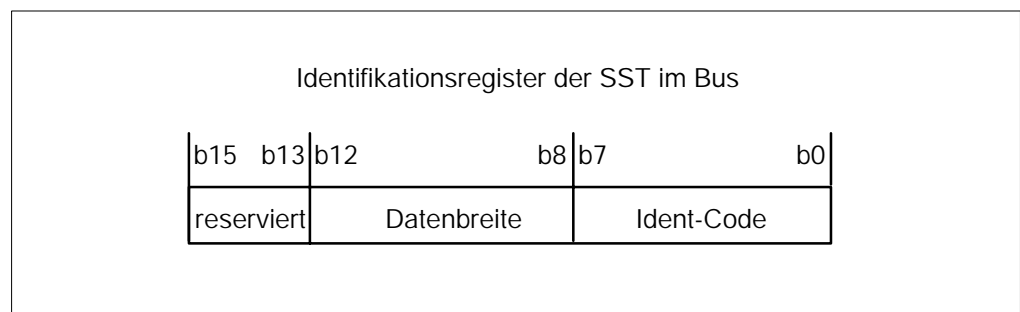 Identifikationsregister der SST im Bus
b15 b13 b12 b8 b7 b0
reserviert Datenbreite Ident-Code